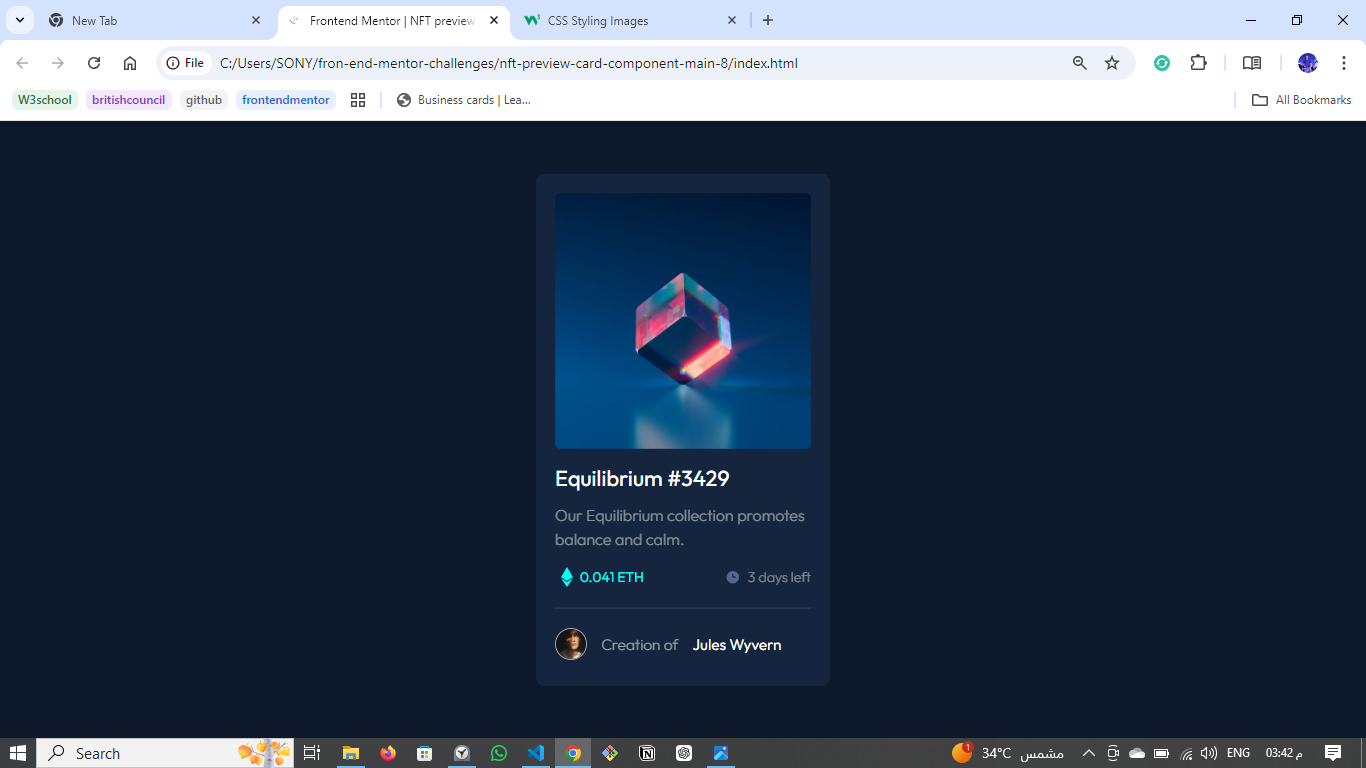 New Tab
Frontend Mentor | NFT preview
CSS Styling Images
File
C:/Users/SONY/fron-end-mentor-challenges/nft-preview-card-component-main-8/index.html
W3school
britishcouncil
github
frontendmentor
Business cards | Lea...
All Bookmarks
Equilibrium #3429
Our Equilibrium collection promotes
balance and calm.
0.041 ETH
3 days left
Creation of Jules Wyvern
Search
1
34°C مشمس
ENG
03:42 م